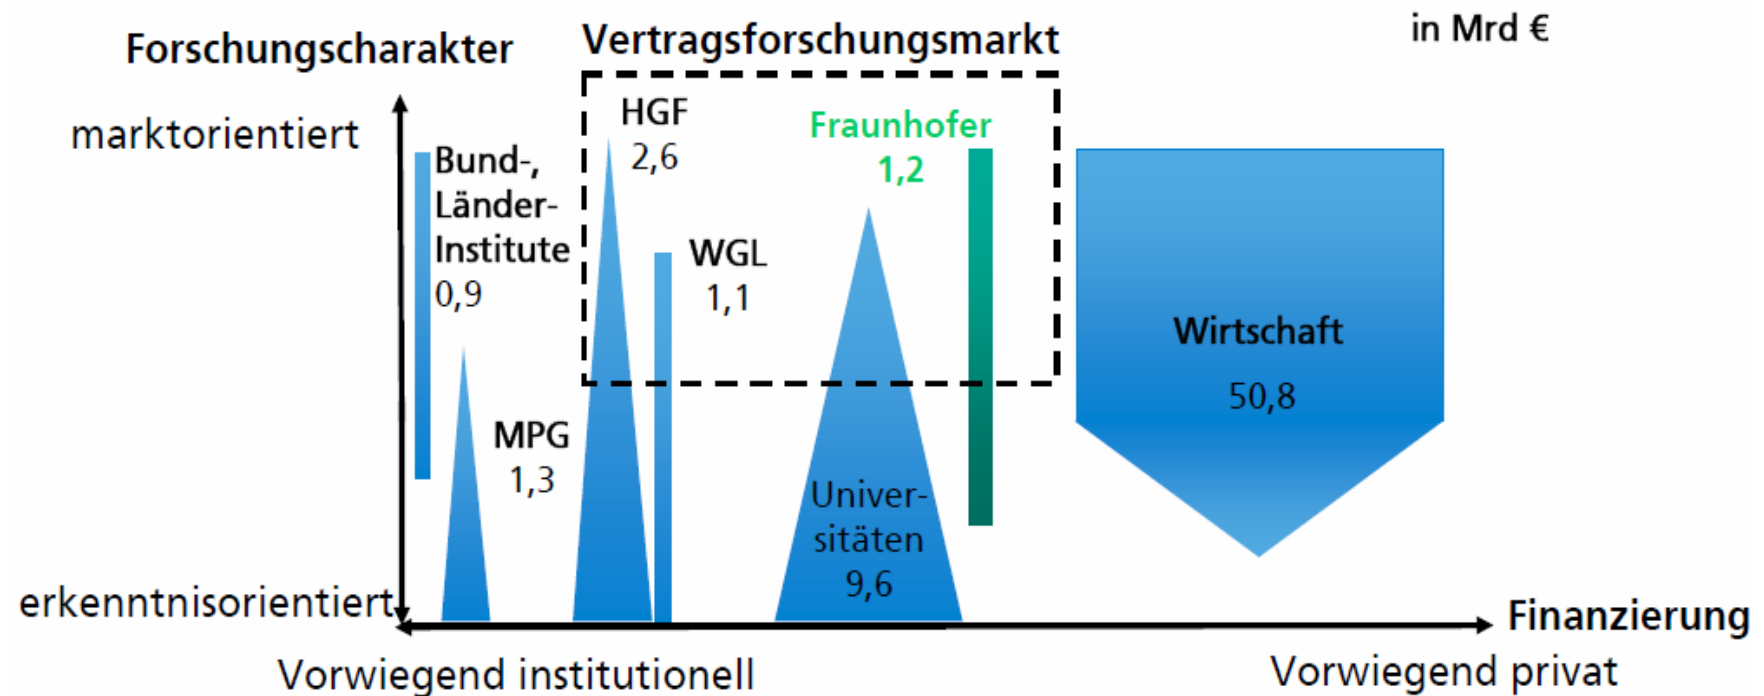 Forschungscharakter
Vertragsforschungsmarkt
in Mrd €
marktorientiert
Bund-,
Länder-
Institute
0,9
HGF
2,6
Fraunhofer
1,2
WGL
1,1
Wirtschaft
50,8
MPG
1,3
Univer-
sitäten
9,6
erkenntnisorientiert
Finanzierung
Vorwiegend institutionell
Vorwiegend privat